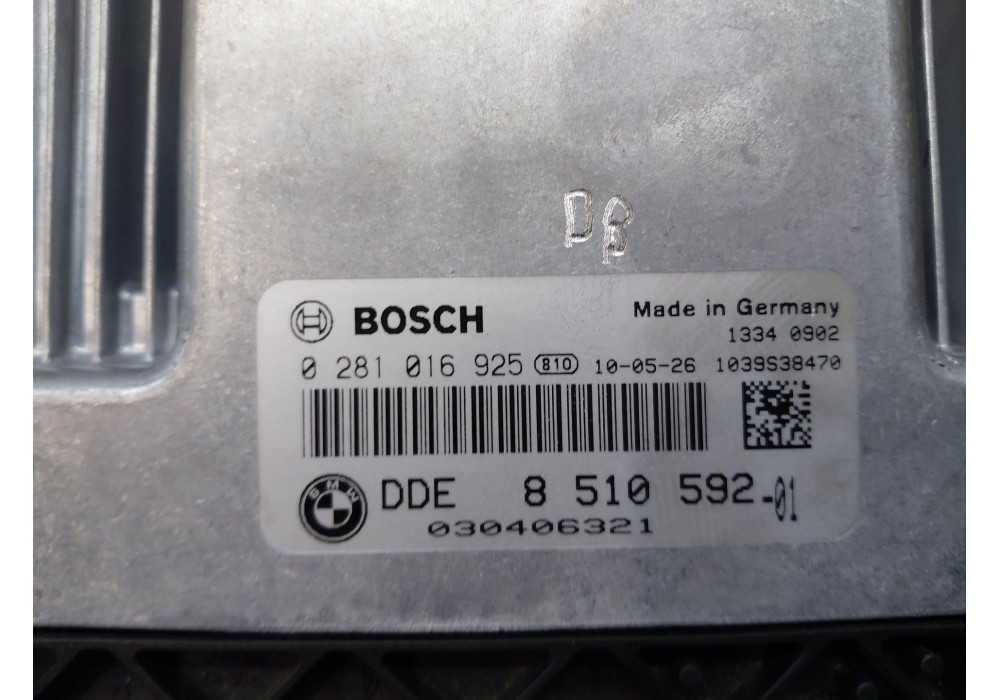 DB
BOSCH
Made in Germany
1334 0902
0 281 016 925 810 10-05-26 1039S38470
BMW
DDE 8 510 592-01
030406321